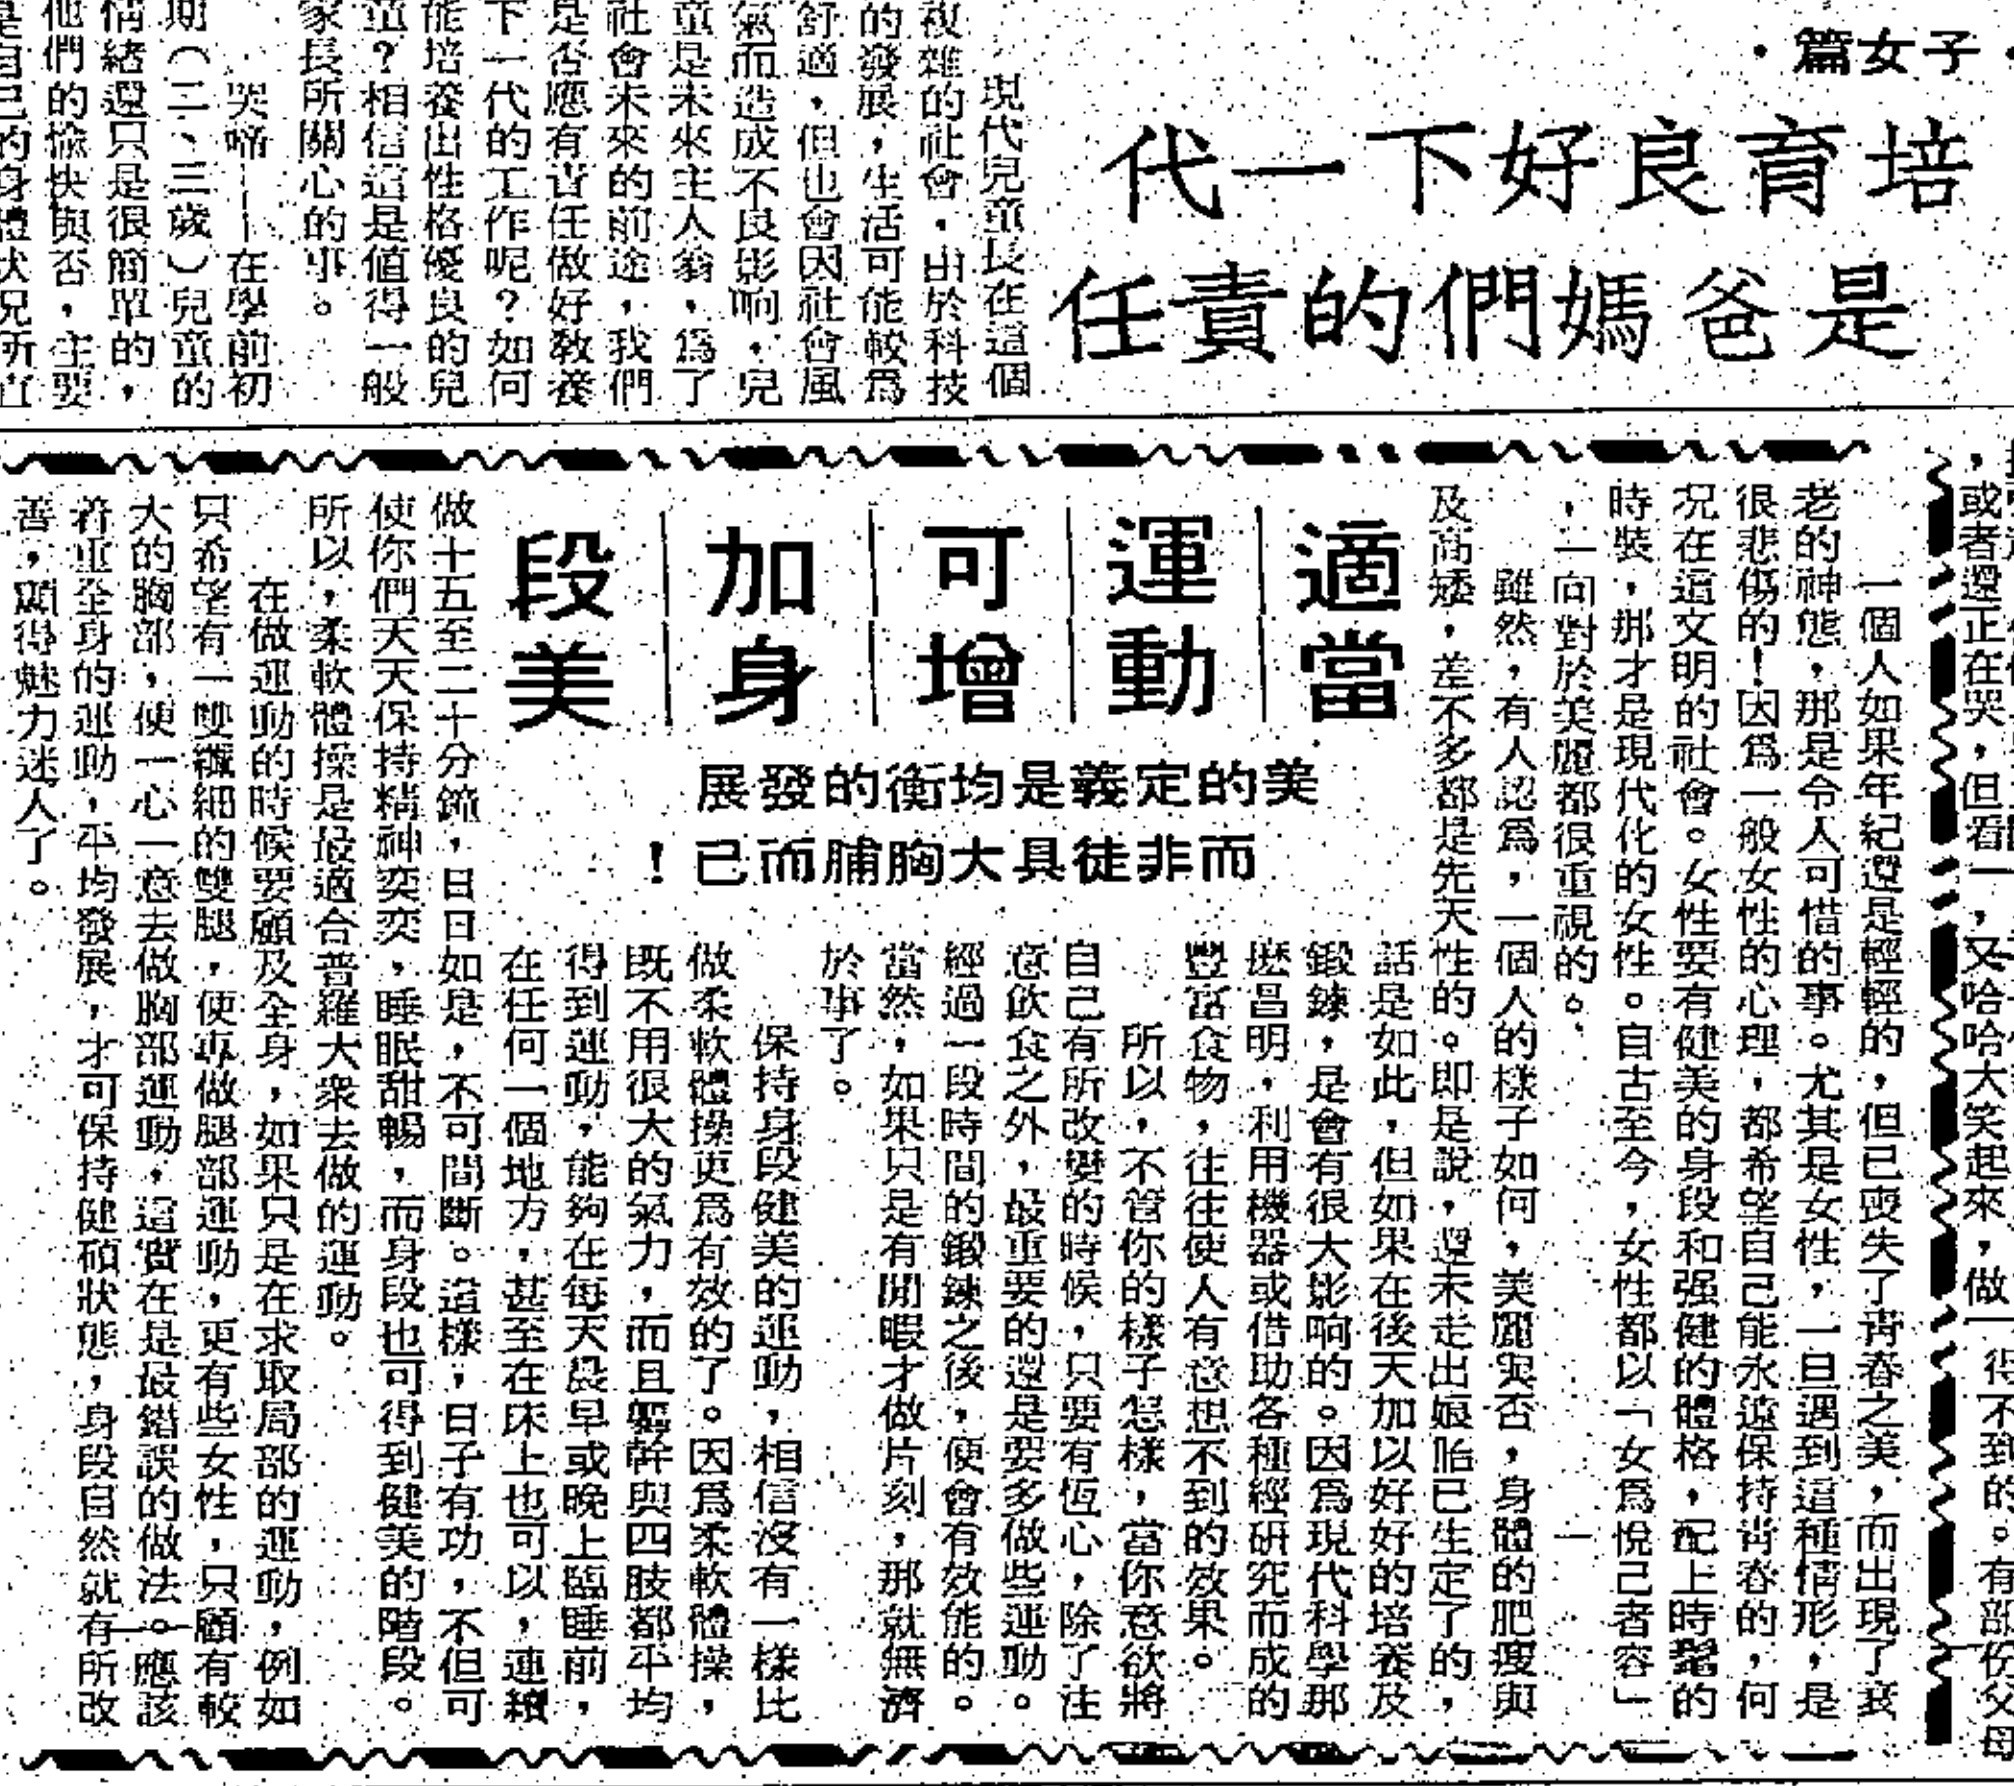 ・子女篇・
培育良好下一代
是爸媽們的責任
現代兒童長在這個
複雜的社會，由於科技
的發展，生活可能較為
舒適，但也會因社會風
氣而造成不良影响，兒
童是未來主人翁，為了
社會未來的前途，我們
是否應有責任做好教養
下一代的工作呢？如何
能培養出性格優良的兒
童？相信這是值得一般
家長所關心的事。
哭啼——在學前初
期（二、三歲）兒童的
情緒還只是很簡單的，
他們的愉快與否，主要
是自己的身體狀況所直
，或者還正在哭，但看一，又哈哈大笑起來，做一
得不到的。有部份父母
適當運動可增加身段美
美的定義是均衡的發展
而非徒具大胸脯而已！
一個人如果年紀還是輕輕的，但已喪失了青春之美，而出現了衰
老的神態，那是令人可惜的事。尤其是女性，一旦遇到這種情形，是
很悲傷的！因為一般女性的心理，都希望自己能永遠保持青春的，何
況在這文明的社會。女性要有健美的身段和强健的體格，配上時髦的
時裝，那才是現代化的女性。自古至今，女性都以「女為悅己者容」
，一向對於美麗都很重視的。
雖然，有人認為，一個人的樣子如何，美麗與否，身體的肥瘦與
及高矮，差不多都是先天性的。即是說，還未走出娘胎已生定了的，
話是如此，但如果在後天加以好好的培養及
鍛鍊，是會有很大影响的。因為現代科學那
麽昌明，利用機器或借助各種經研究而成的
豐富食物，往往使人有意想不到的效果。
所以，不管你的樣子怎樣，當你意欲將
自己有所改變的時候，只要有恆心，除了注
意飲食之外，最重要的還是要多做些運動。
經過一段時間的鍛鍊之後，便會有效能的。
當然，如果只是有閒暇才做片刻，那就無濟
於事了。
保持身段健美的運動，相信沒有一樣比
做柔軟體操更為有效的了。因為柔軟體操，
既不用很大的氣力，而且軀幹與四肢都平均
得到運動，能夠在每天晨早或晚上臨睡前，
在任何一個地方，甚至在床上也可以，連續
做十五至二十分鐘，日日如是，不可間斷。這樣，日子有功，不但可
使你們天天保持精神奕奕，睡眠甜暢，而身段也可得到健美的階段。
所以，柔軟體操是最適合普羅大衆去做的運動。
在做運動的時候要顧及全身，如果只是在求取局部的運動，例如
只希望有一雙纖細的雙腿，便專做腿部運動，更有些女性，只顧有較
大的胸部，便一心一意去做胸部運動，這實在是最錯誤的做法。應該
着重全身的運動，平均發展，才可保持健碩狀態，身段自然就有所改
善，顯得魅力迷人了。